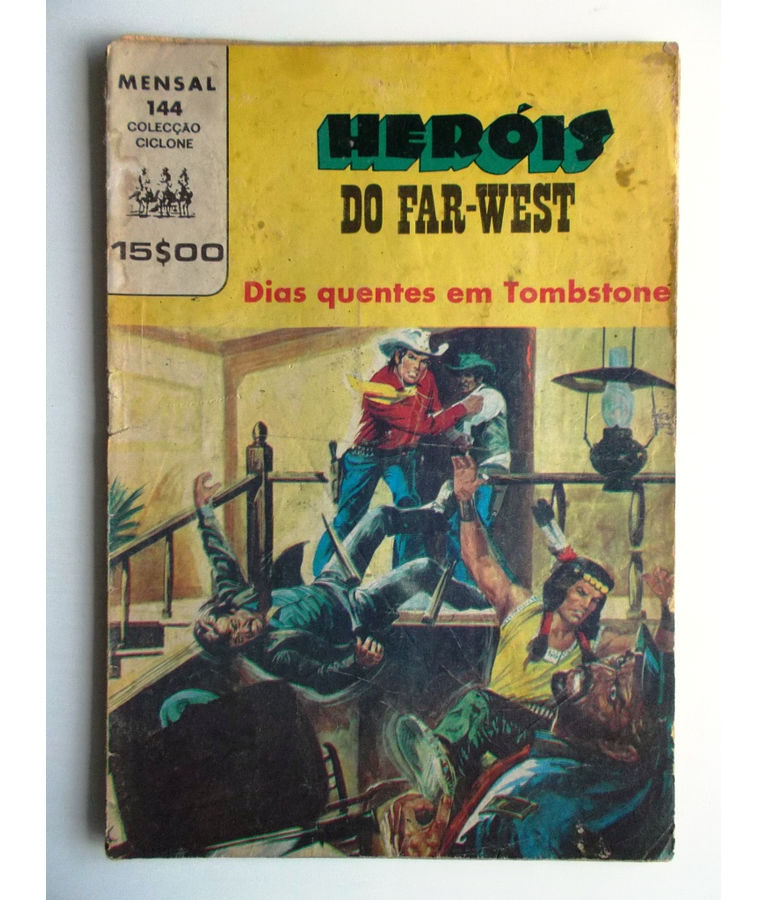 MENSAL
144
COLECÇÃO
CICLONE
15$00
HERÓIS
DO FAR-WEST
Dias quentes em Tombstone